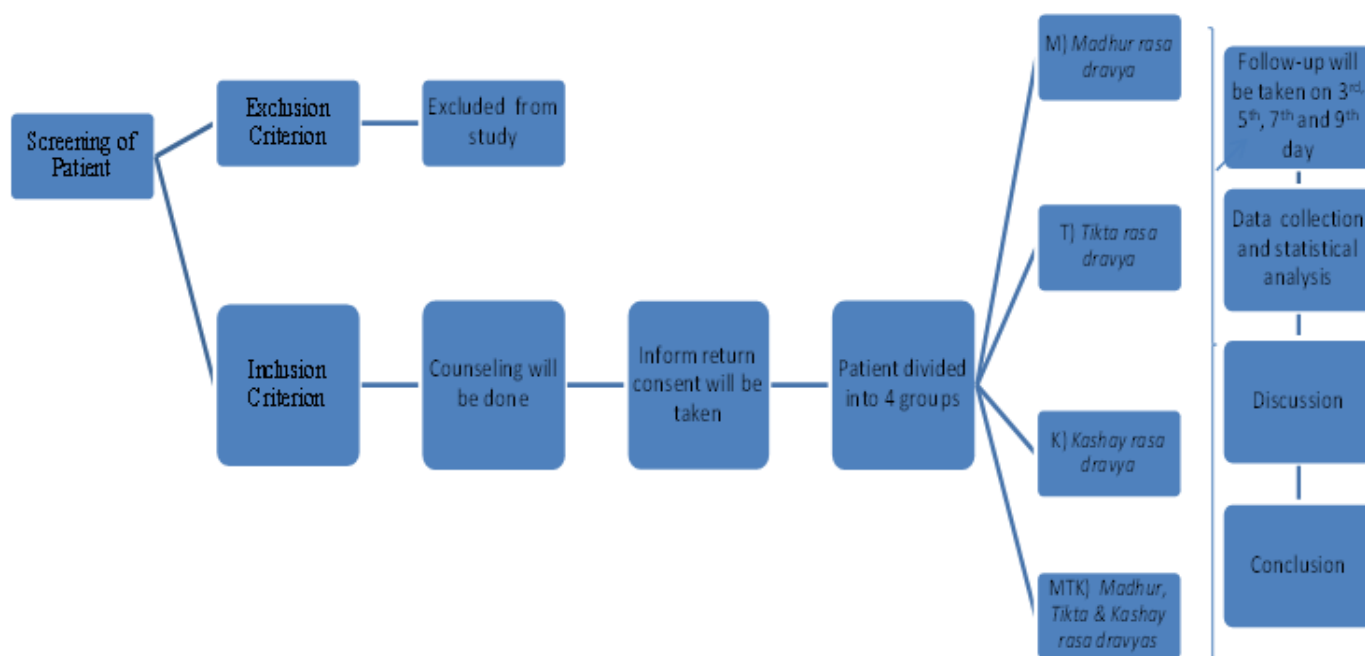 Screening of
Patient
Exclusion
Criterion
Excluded from
study
Inclusion
Criterion
Counseling will
be done
Inform return
consent will be
taken
Patient divided
into 4 groups
M) Madhur rasa
dravya
T) Tikta rasa
dravya
K) Kashay rasa
dravya
MTK) Madhur,
Tikta & Kashay
rasa dravyas
Follow-up will
be taken on 3rd,
5th, 7th and 9th
day
Data collection
and statistical
analysis
Discussion
Conclusion